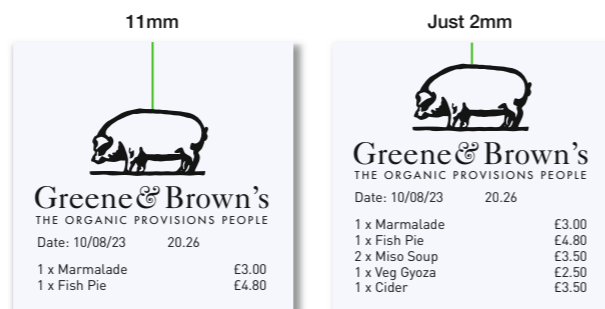 11mm
Greene & Brown's
THE ORGANIC PROVISIONS PEOPLE
Date: 10/08/23 20.26
1 x Marmalade £3.00
1 x Fish Pie £4.80
Just 2mm
Greene & Brown's
THE ORGANIC PROVISIONS PEOPLE
Date: 10/08/23 20.26
1 x Marmalade £3.00
1 x Fish Pie £4.80
2 x Miso Soup £3.50
1 x Veg Gyoza £2.50
1 x Cider £3.50